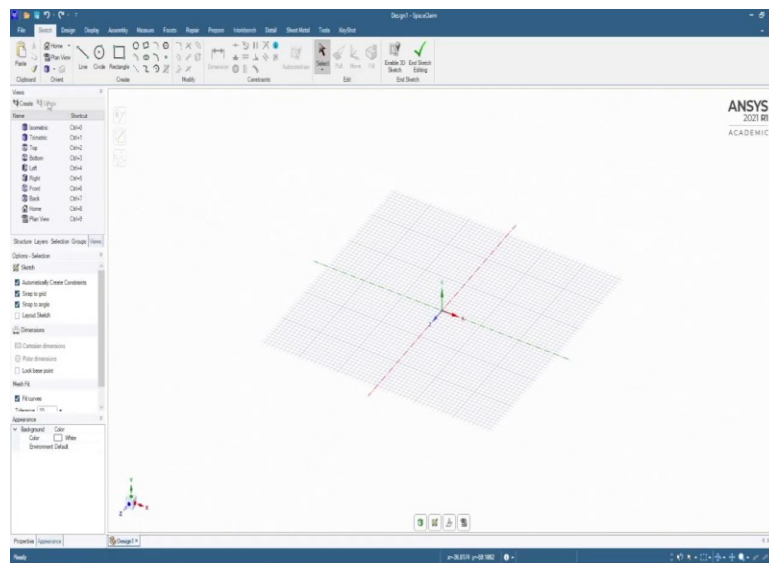 Design1 - SpaceClaim
File Sketch Design Display Assembly Measure Facets Repair Prepare Workbench Detail Sheet Metal Tools KeyShot
Paste
Home
Plan View
Line Circle Rectangle
Dimension
Select Pull Move Fill
Enable 3D Sketch
End Sketch Editing
Clipboard Orient Create Modify Constraints Edit End Sketch
Views
Create
Name Shortcut
Isometric Ctrl+0
Trimetric Ctrl+1
Top Ctrl+2
Bottom Ctrl+3
Left Ctrl+4
Right Ctrl+5
Front Ctrl+6
Back Ctrl+7
Home Ctrl+8
Plan View Ctrl+9
ANSYS
2021 R1
ACADEMIC
Structure Layers Selection Groups Views
Options - Selection
Sketch
Automatically Create Constraints
Snap to grid
Snap to angle
Layout Sketch
Dimensions
Cartesian dimensions
Polar dimensions
Lock base point
Mesh Fit
Fit curves
Appearance
Background Color
Color White
Environment Default
Properties Appearance
Design1
Ready